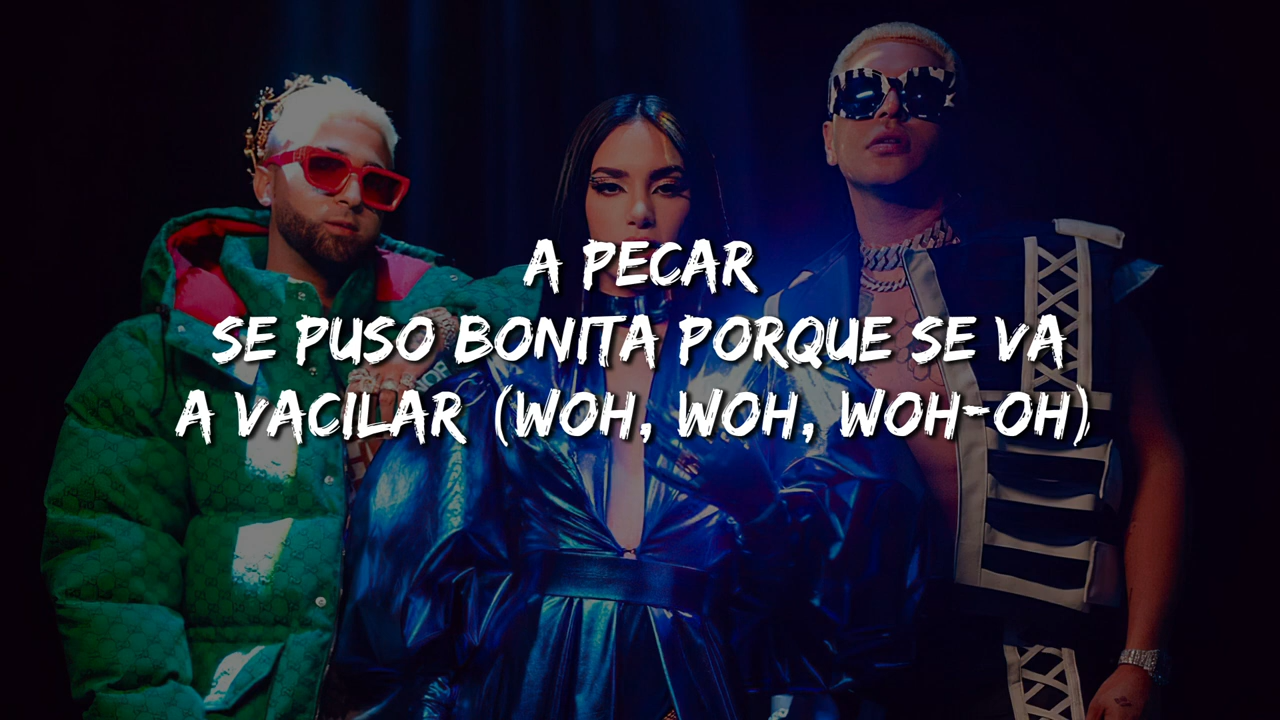 A PECAR
SE PUSO BONITA PORQUE SE VA
A VACILAR (WOH, WOH, WOH-OH)